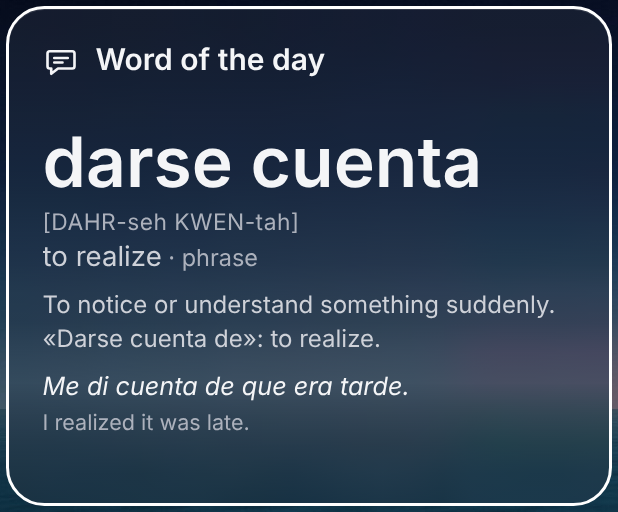 Word of the day
darse cuenta
[DAHR-seh KWEN-tah]
to realize · phrase
To notice or understand something suddenly.
«Darse cuenta de»: to realize.
Me di cuenta de que era tarde.
I realized it was late.